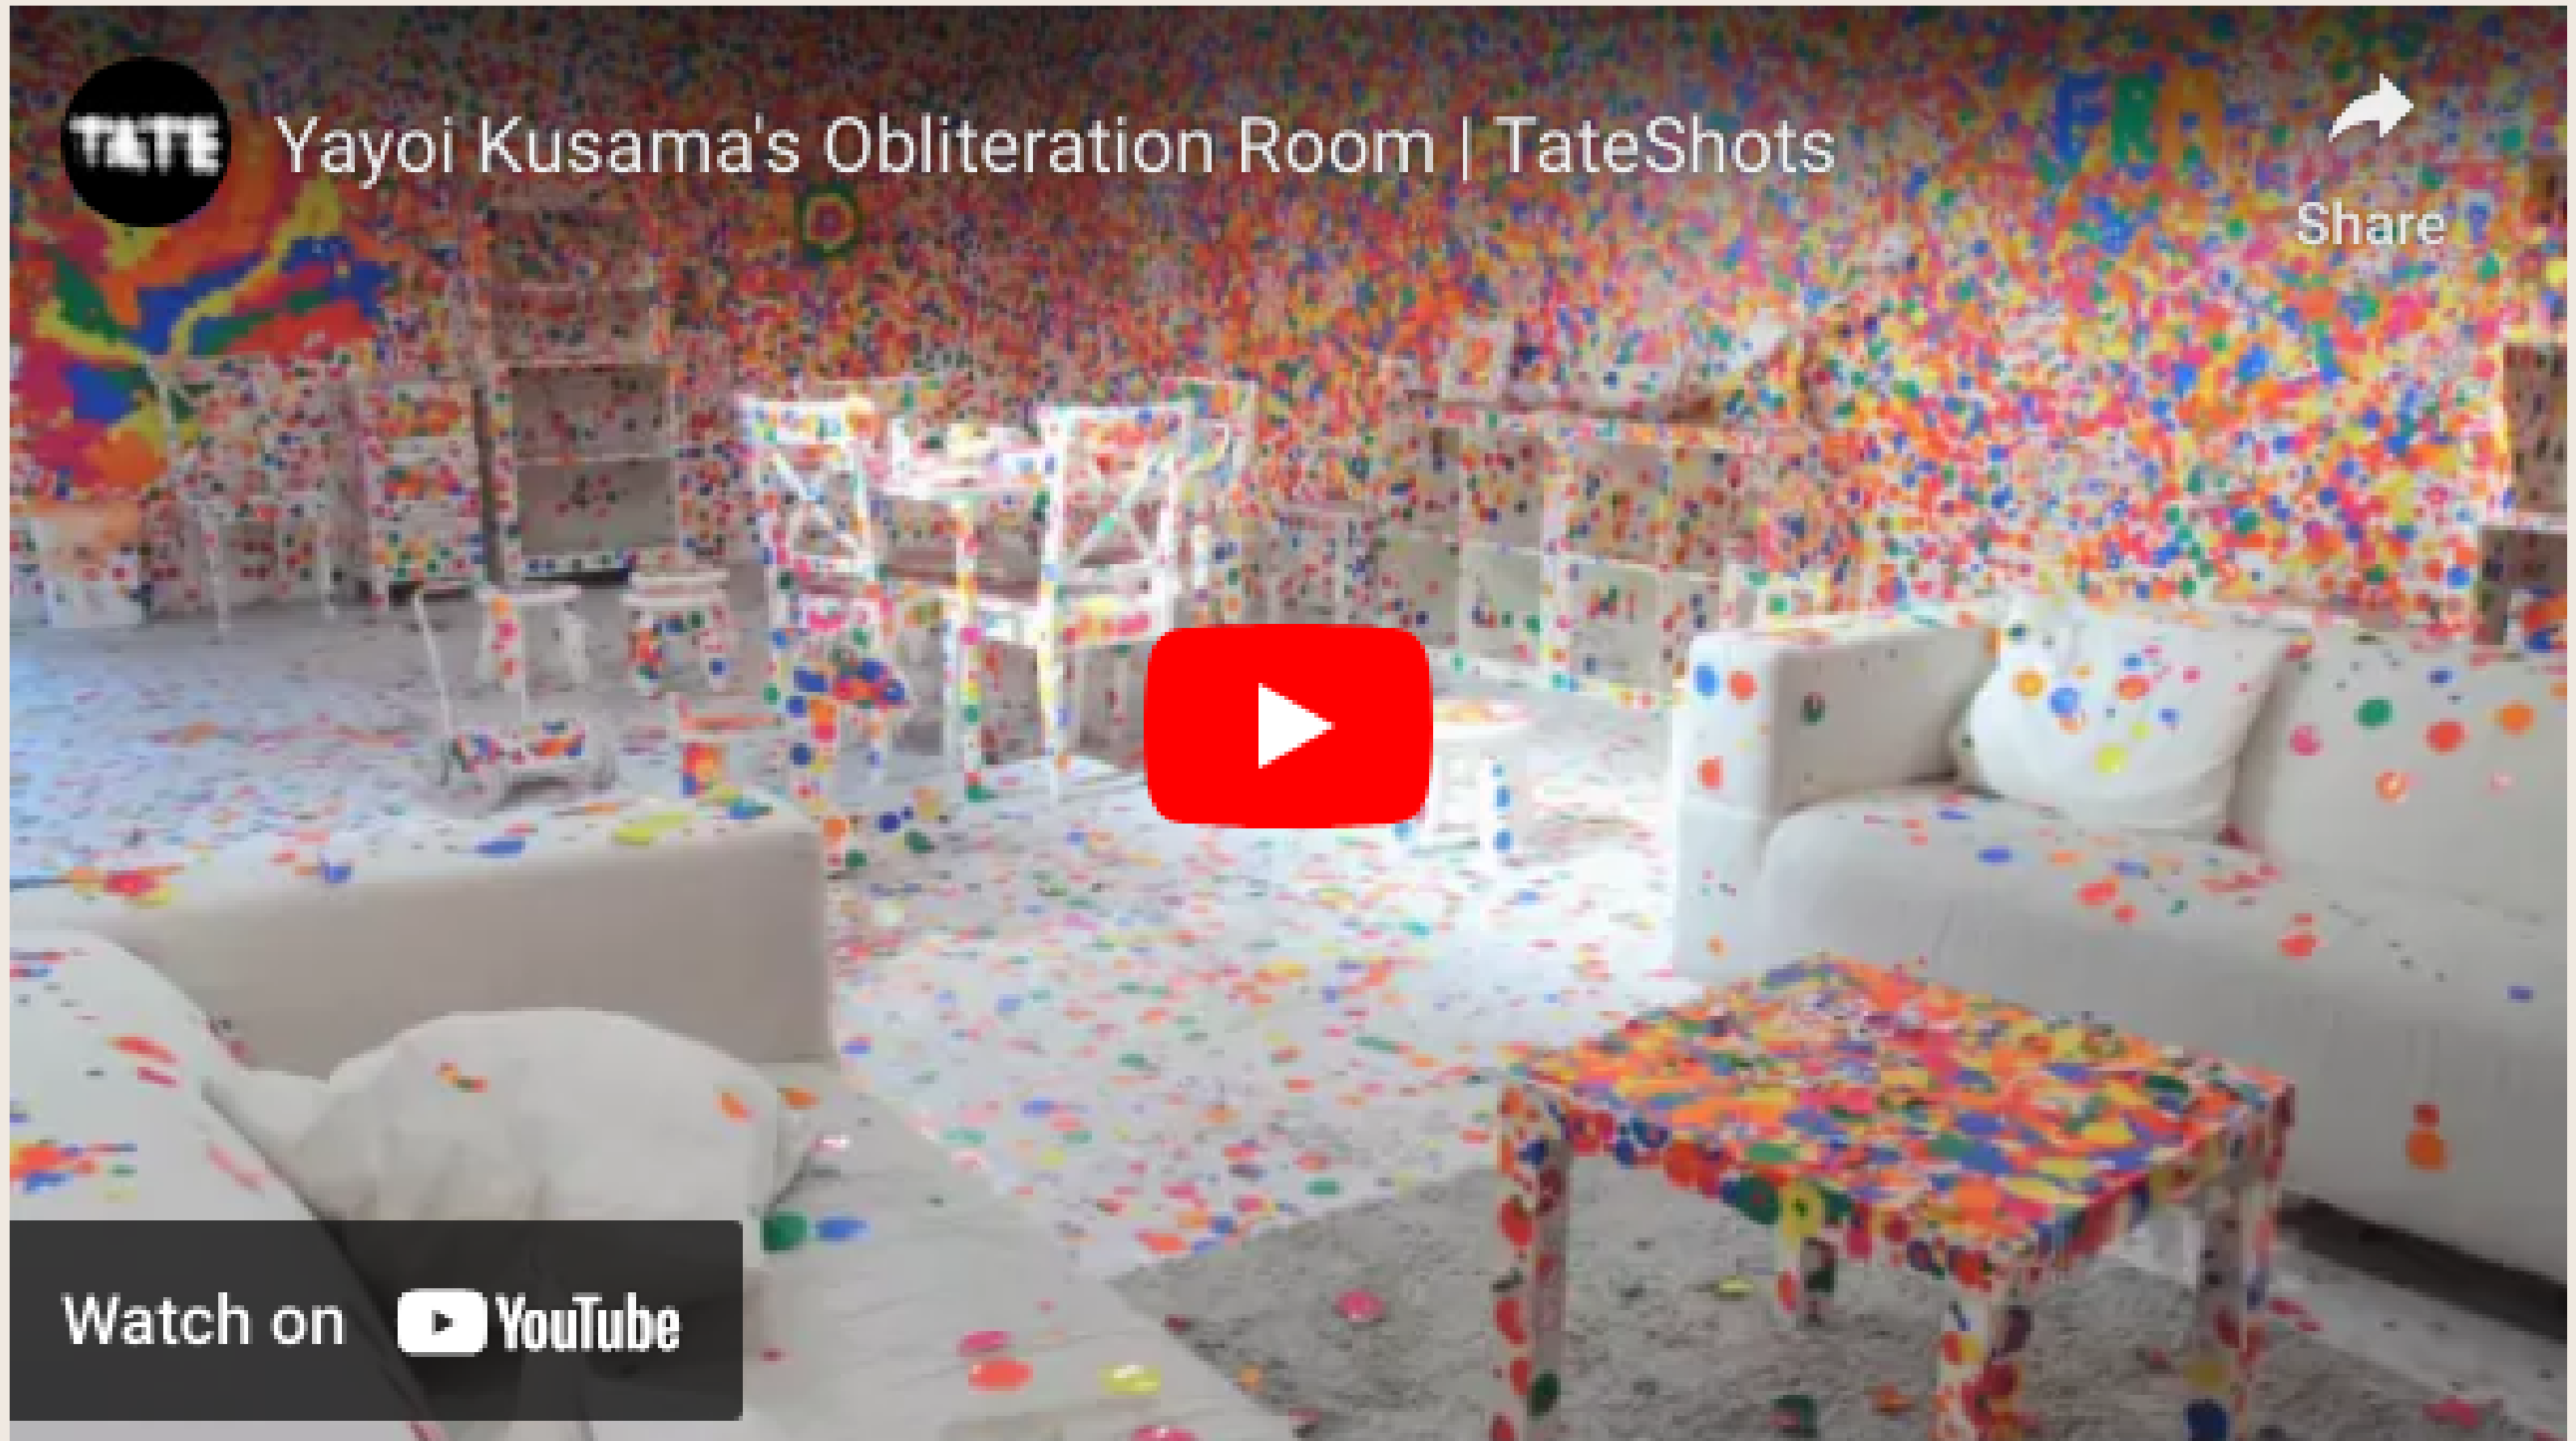 TATE
Yayoi Kusama's Obliteration Room | TateShots
Share
Watch on YouTube